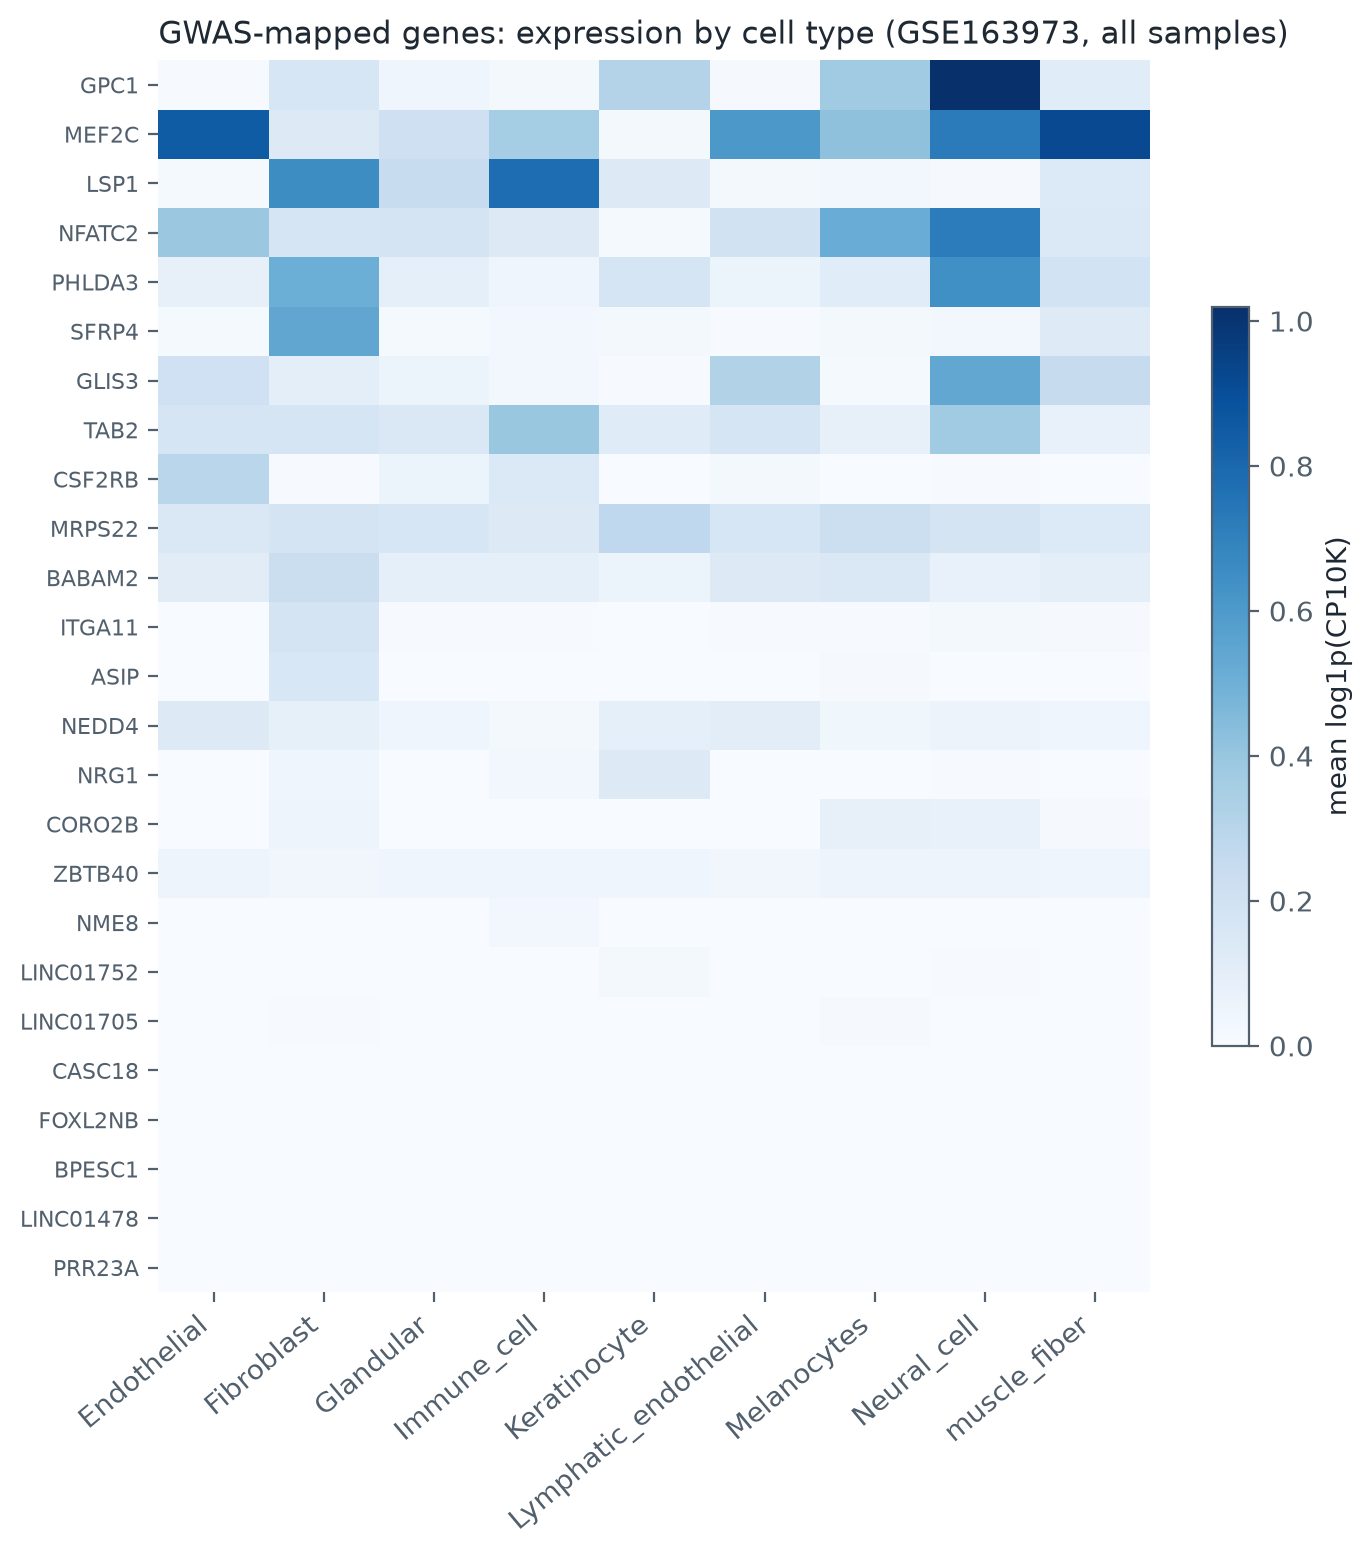 GWAS-mapped genes: expression by cell type (GSE163973, all samples)
GPC1
MEF2C
LSP1
NFATC2
PHLDA3
SFRP4
GLIS3
TAB2
CSF2RB
MRPS22
BABAM2
ITGA11
ASIP
NEDD4
NRG1
CORO2B
ZBTB40
NME8
LINC01752
LINC01705
CASC18
FOXL2NB
BPESC1
LINC01478
PRR23A
Endothelial
Fibroblast
Glandular
Immune_cell
Keratinocyte
Lymphatic_endothelial
Melanocytes
Neural_cell
muscle_fiber
1.0
0.8
0.6
0.4
0.2
0.0
mean log1p(CP10K)